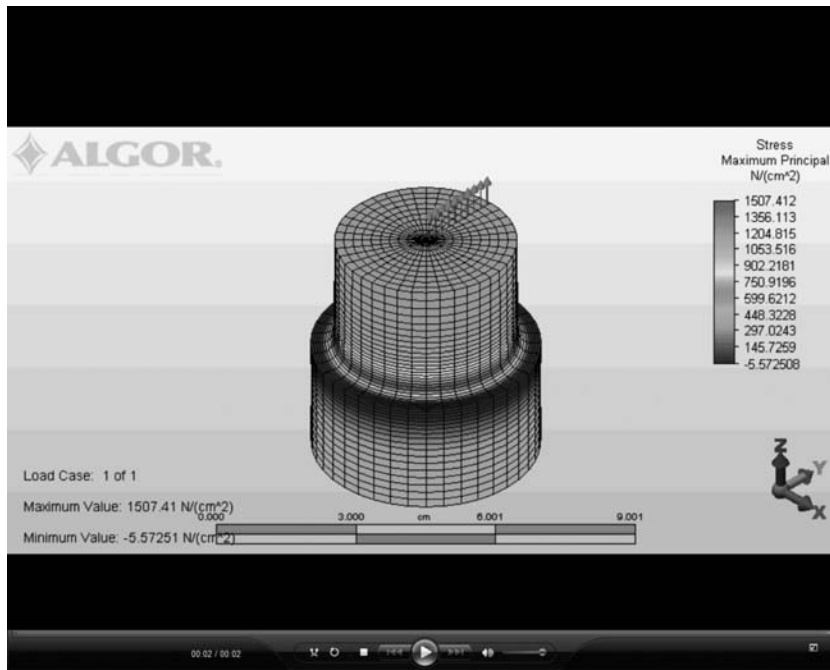 ALGOR.
Stress
Maximum Principal
N/(cm^2)
1507.412
1356.113
1204.815
1053.516
902.2181
750.9196
599.6212
448.3228
297.0243
145.7259
-5.572508
Z
Y
X
Load Case: 1 of 1
Maximum Value: 1507.41 N/(cm^2)
0.000 3.000 cm 6.001 9.001
Minimum Value: -5.57251 N/(cm^2)
00:02 / 00:02